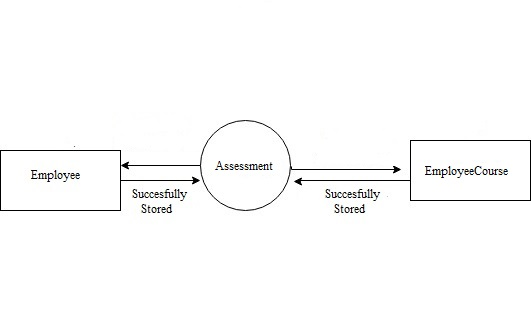 Assessment
Employee
EmployeeCourse
Succesfully
Stored
Succesfully
Stored